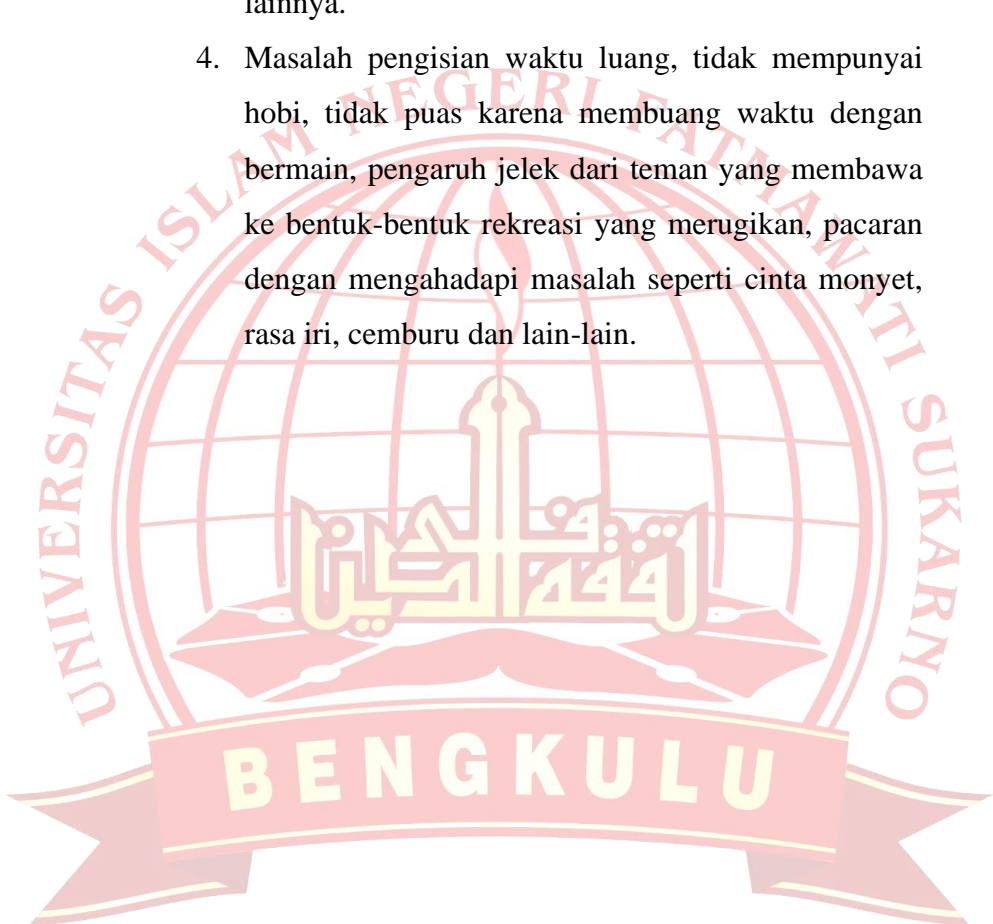 lainnya.
4. Masalah pengisian waktu luang, tidak mempunyai
hobi, tidak puas karena membuang waktu dengan
bermain, pengaruh jelek dari teman yang membawa
ke bentuk-bentuk rekreasi yang merugikan, pacaran
dengan mengahadapi masalah seperti cinta monyet,
rasa iri, cemburu dan lain-lain.
UNIVERSITAS ISLAM NEGERI FATMAWATI SUKARNO
BENGKULU